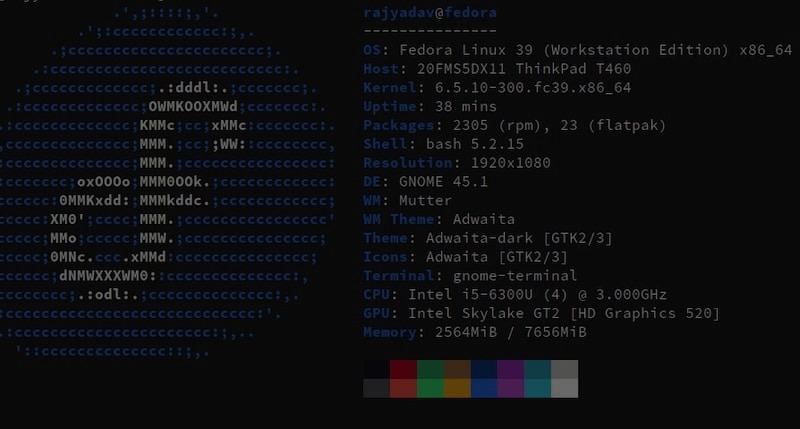 rajyadav@fedora
---------------
OS: Fedora Linux 39 (Workstation Edition) x86_64
Host: 20FMS5DX11 ThinkPad T460
Kernel: 6.5.10-300.fc39.x86_64
Uptime: 38 mins
Packages: 2305 (rpm), 23 (flatpak)
Shell: bash 5.2.15
Resolution: 1920x1080
DE: GNOME 45.1
WM: Mutter
WM Theme: Adwaita
Theme: Adwaita-dark [GTK2/3]
Icons: Adwaita [GTK2/3]
Terminal: gnome-terminal
CPU: Intel i5-6300U (4) @ 3.000GHz
GPU: Intel Skylake GT2 [HD Graphics 520]
Memory: 2564MiB / 7656MiB